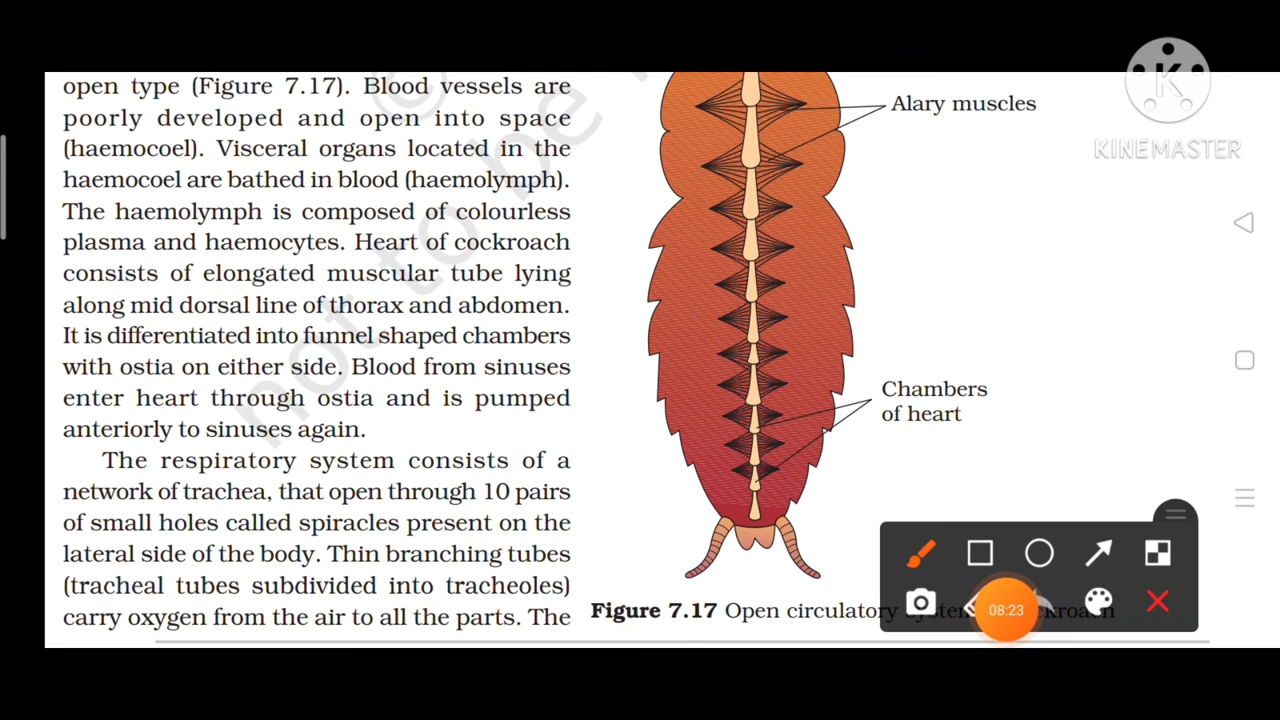 open type (Figure 7.17). Blood vessels are
poorly developed and open into space
(haemocoel). Visceral organs located in the
haemocoel are bathed in blood (haemolymph).
The haemolymph is composed of colourless
plasma and haemocytes. Heart of cockroach
consists of elongated muscular tube lying
along mid dorsal line of thorax and abdomen.
It is differentiated into funnel shaped chambers
with ostia on either side. Blood from sinuses
enter heart through ostia and is pumped
anteriorly to sinuses again.
The respiratory system consists of a
network of trachea, that open through 10 pairs
of small holes called spiracles present on the
lateral side of the body. Thin branching tubes
(tracheal tubes subdivided into tracheoles)
carry oxygen from the air to all the parts. The
©
not to be
Alary muscles
Chambers
of heart
Figure 7.17 Open circulatory
K
KINEMASTER
08:23